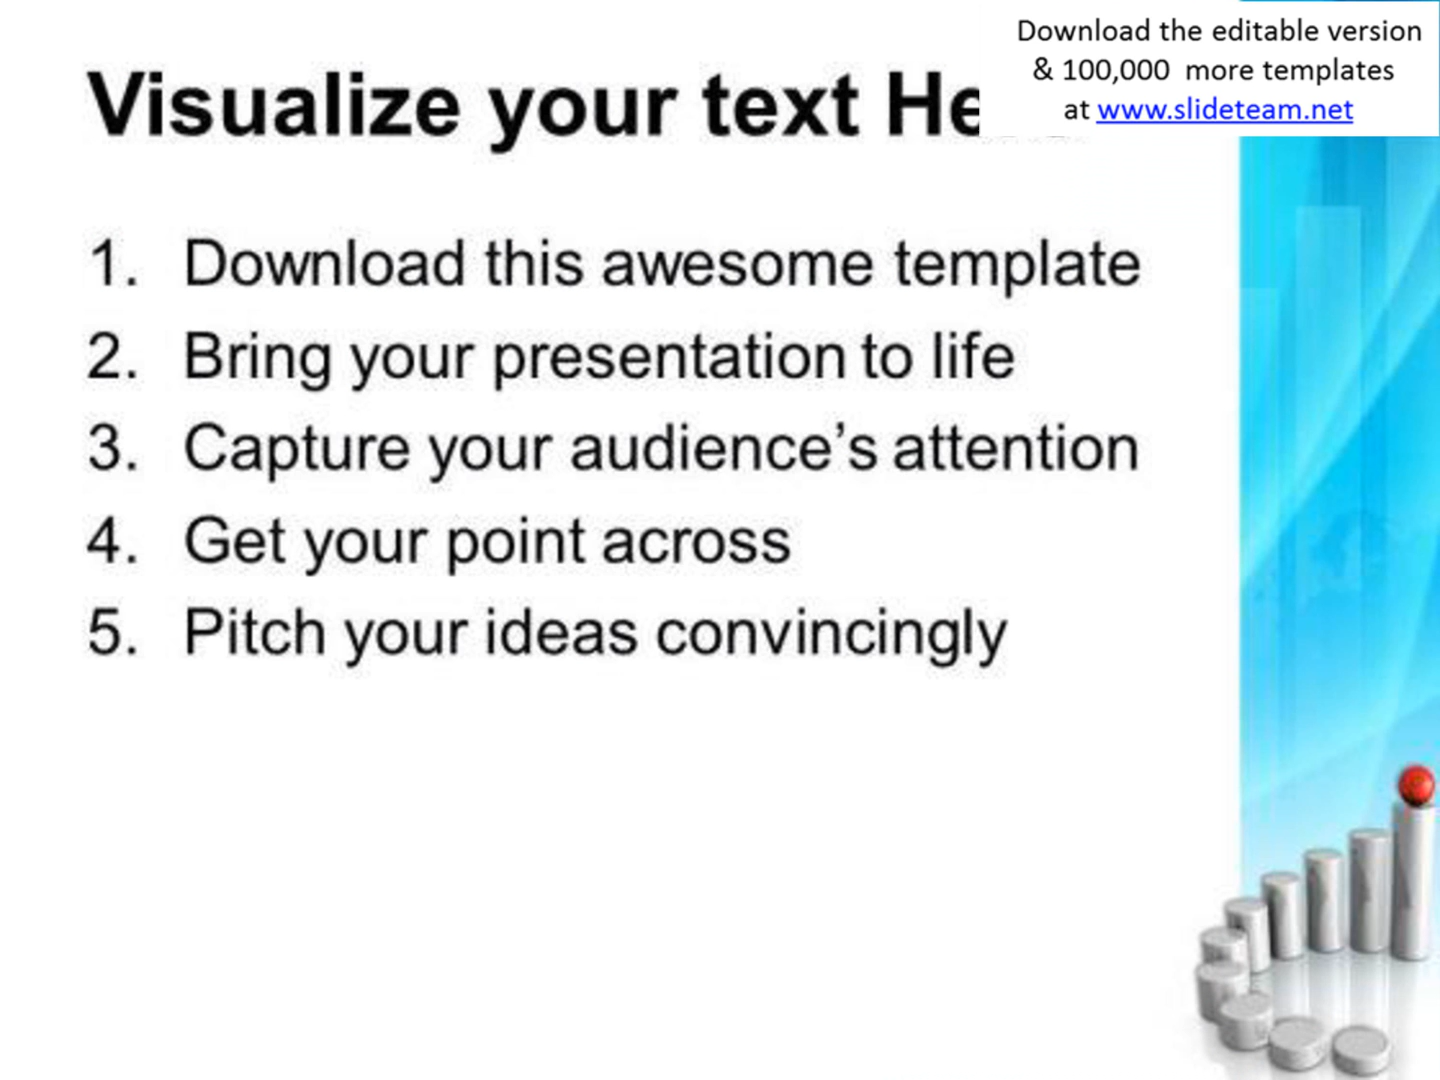 Download the editable version
& 100,000 more templates
at www.slideteam.net
Visualize your text
1. Download this awesome template
2. Bring your presentation to life
3. Capture your audience’s attention
4. Get your point across
5. Pitch your ideas convincingly